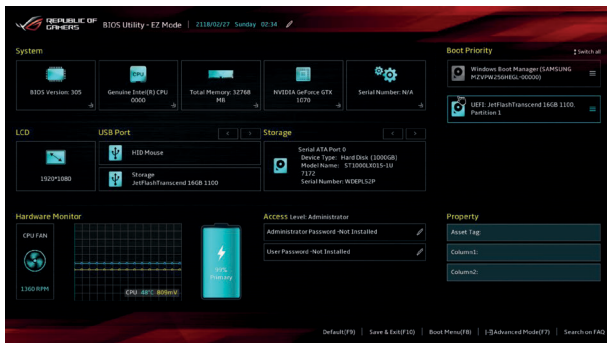 REPUBLIC OF
GAMERS
BIOS Utility - EZ Mode
2118/02/27 Sunday 02:34
System
BIOS Version: 305
CPU
Genuine Intel(R) CPU
0000
Total Memory: 32768
MB
NVIDIA GeForce GTX
1070
Serial Number: N/A
Boot Priority
Switch all
Windows Boot Manager (SAMSUNG
MZVPW256HEGL-00000)
UEFI: JetFlashTranscend 16GB 1100,
Partition 1
LCD
1920*1080
USB Port
HID Mouse
Storage
JetFlashTranscend 16GB 1100
Storage
Serial ATA Port 0
Device Type: Hard Disk (1000GB)
Model Name: ST1000LX015-1U
7172
Serial Number: WDEPLS2P
Hardware Monitor
CPU FAN
1360 RPM
CPU 48°C 809mV
99%
Primary
Access Level: Administrator
Administrator Password -Not Installed
User Password -Not Installed
Property
Asset Tag:
Column1:
Column2:
Default(F9) | Save & Exit(F10) | Boot Menu(F8) | Advanced Mode(F7) | Search on FAQ